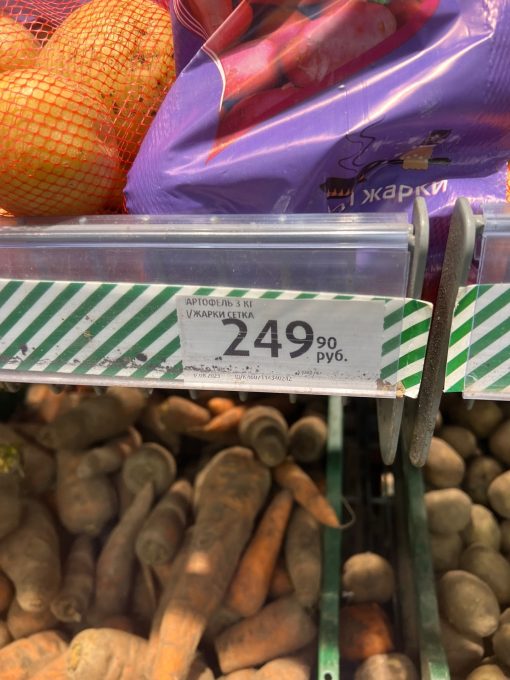 жарки
АРТОФЕЛЬ 3 КГ
/ЖАРКИ СЕТКА
249 90
руб.